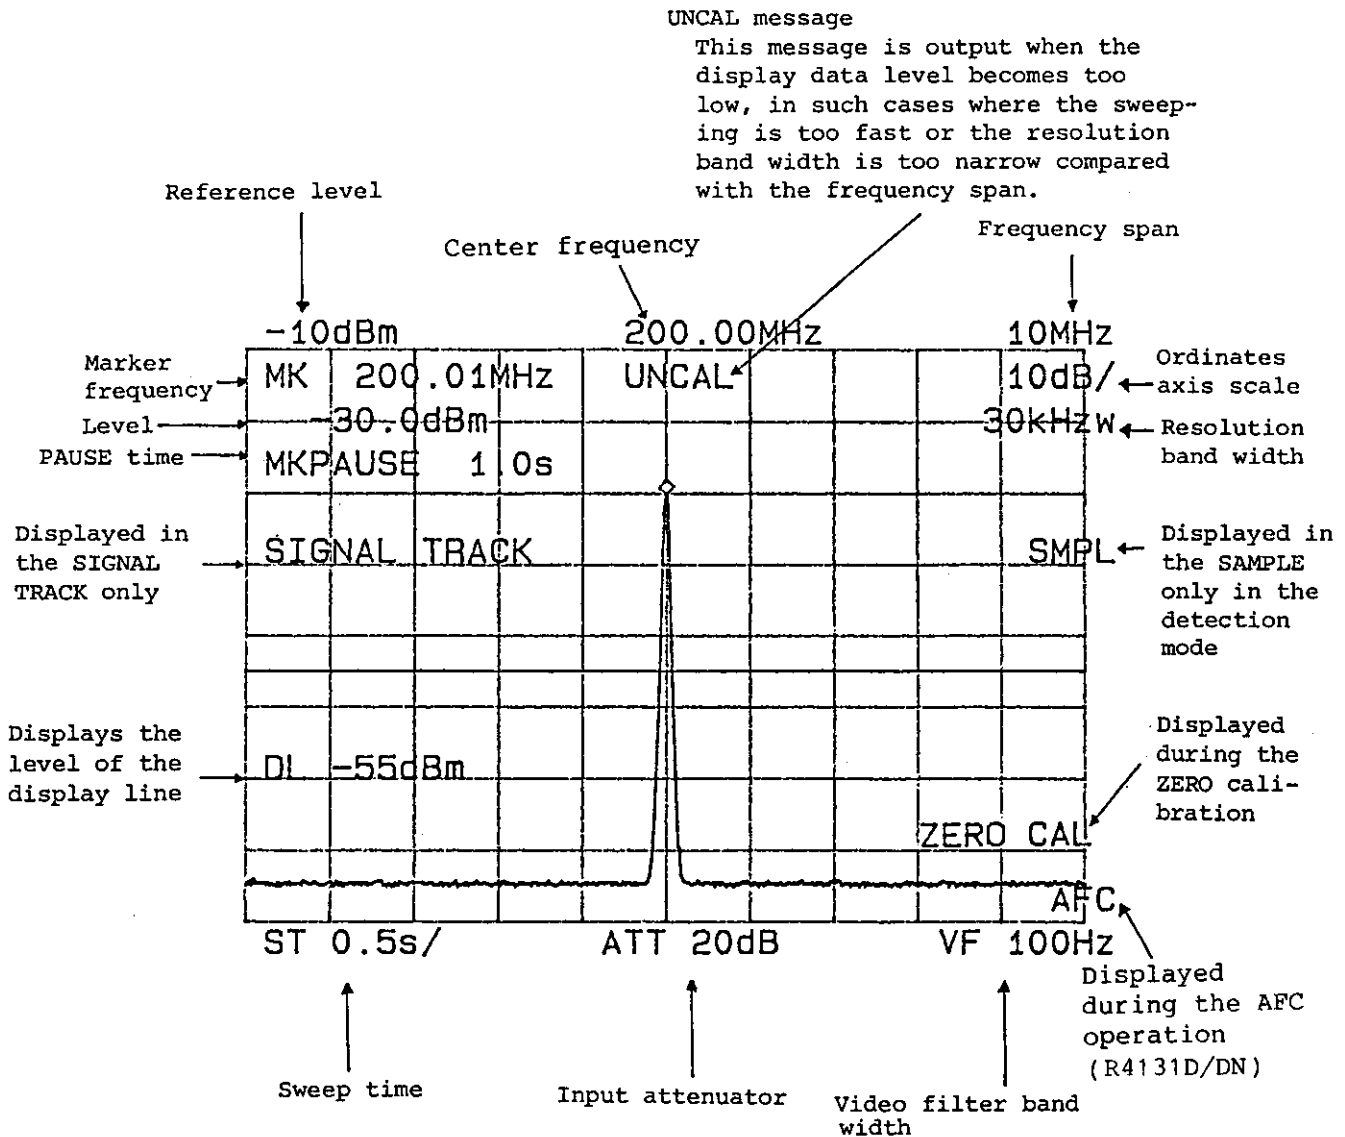 UNCAL message
This message is output when the
display data level becomes too
low, in such cases where the sweep-
ing is too fast or the resolution
band width is too narrow compared
with the frequency span.
Reference level
Center frequency
Frequency span
-10dBm
200.00MHz
10MHz
Marker
frequency
MK 200.01MHz
UNCAL
10dB/
Ordinates
axis scale
Level
-30.0dBm
30kHzW
Resolution
band width
PAUSE time
MKPAUSE 1.0s
Displayed in
the SIGNAL
TRACK only
SIGNAL TRACK
SMPL
Displayed in
the SAMPLE
only in the
detection
mode
Displays the
level of the
display line
DL -55dBm
Displayed
during the
ZERO cali-
bration
ZERO CAL
AFC
ST 0.5s/
ATT 20dB
VF 100Hz
Displayed
during the AFC
operation
(R4131D/DN)
Sweep time
Input attenuator
Video filter band
width